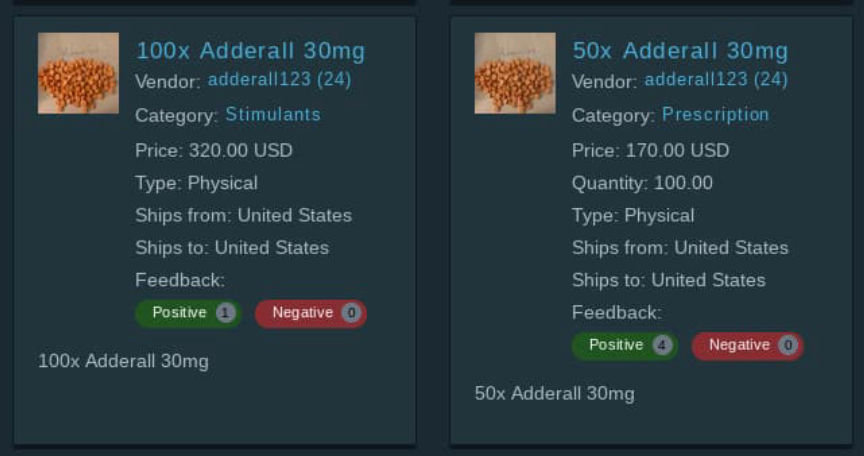 100x Adderall 30mg
Vendor: adderall123 (24)
Category: Stimulants
Price: 320.00 USD
Type: Physical
Ships from: United States
Ships to: United States
Feedback:
Positive 1 Negative 0
100x Adderall 30mg
50x Adderall 30mg
Vendor: adderall123 (24)
Category: Prescription
Price: 170.00 USD
Quantity: 100.00
Type: Physical
Ships from: United States
Ships to: United States
Feedback:
Positive 4 Negative 0
50x Adderall 30mg